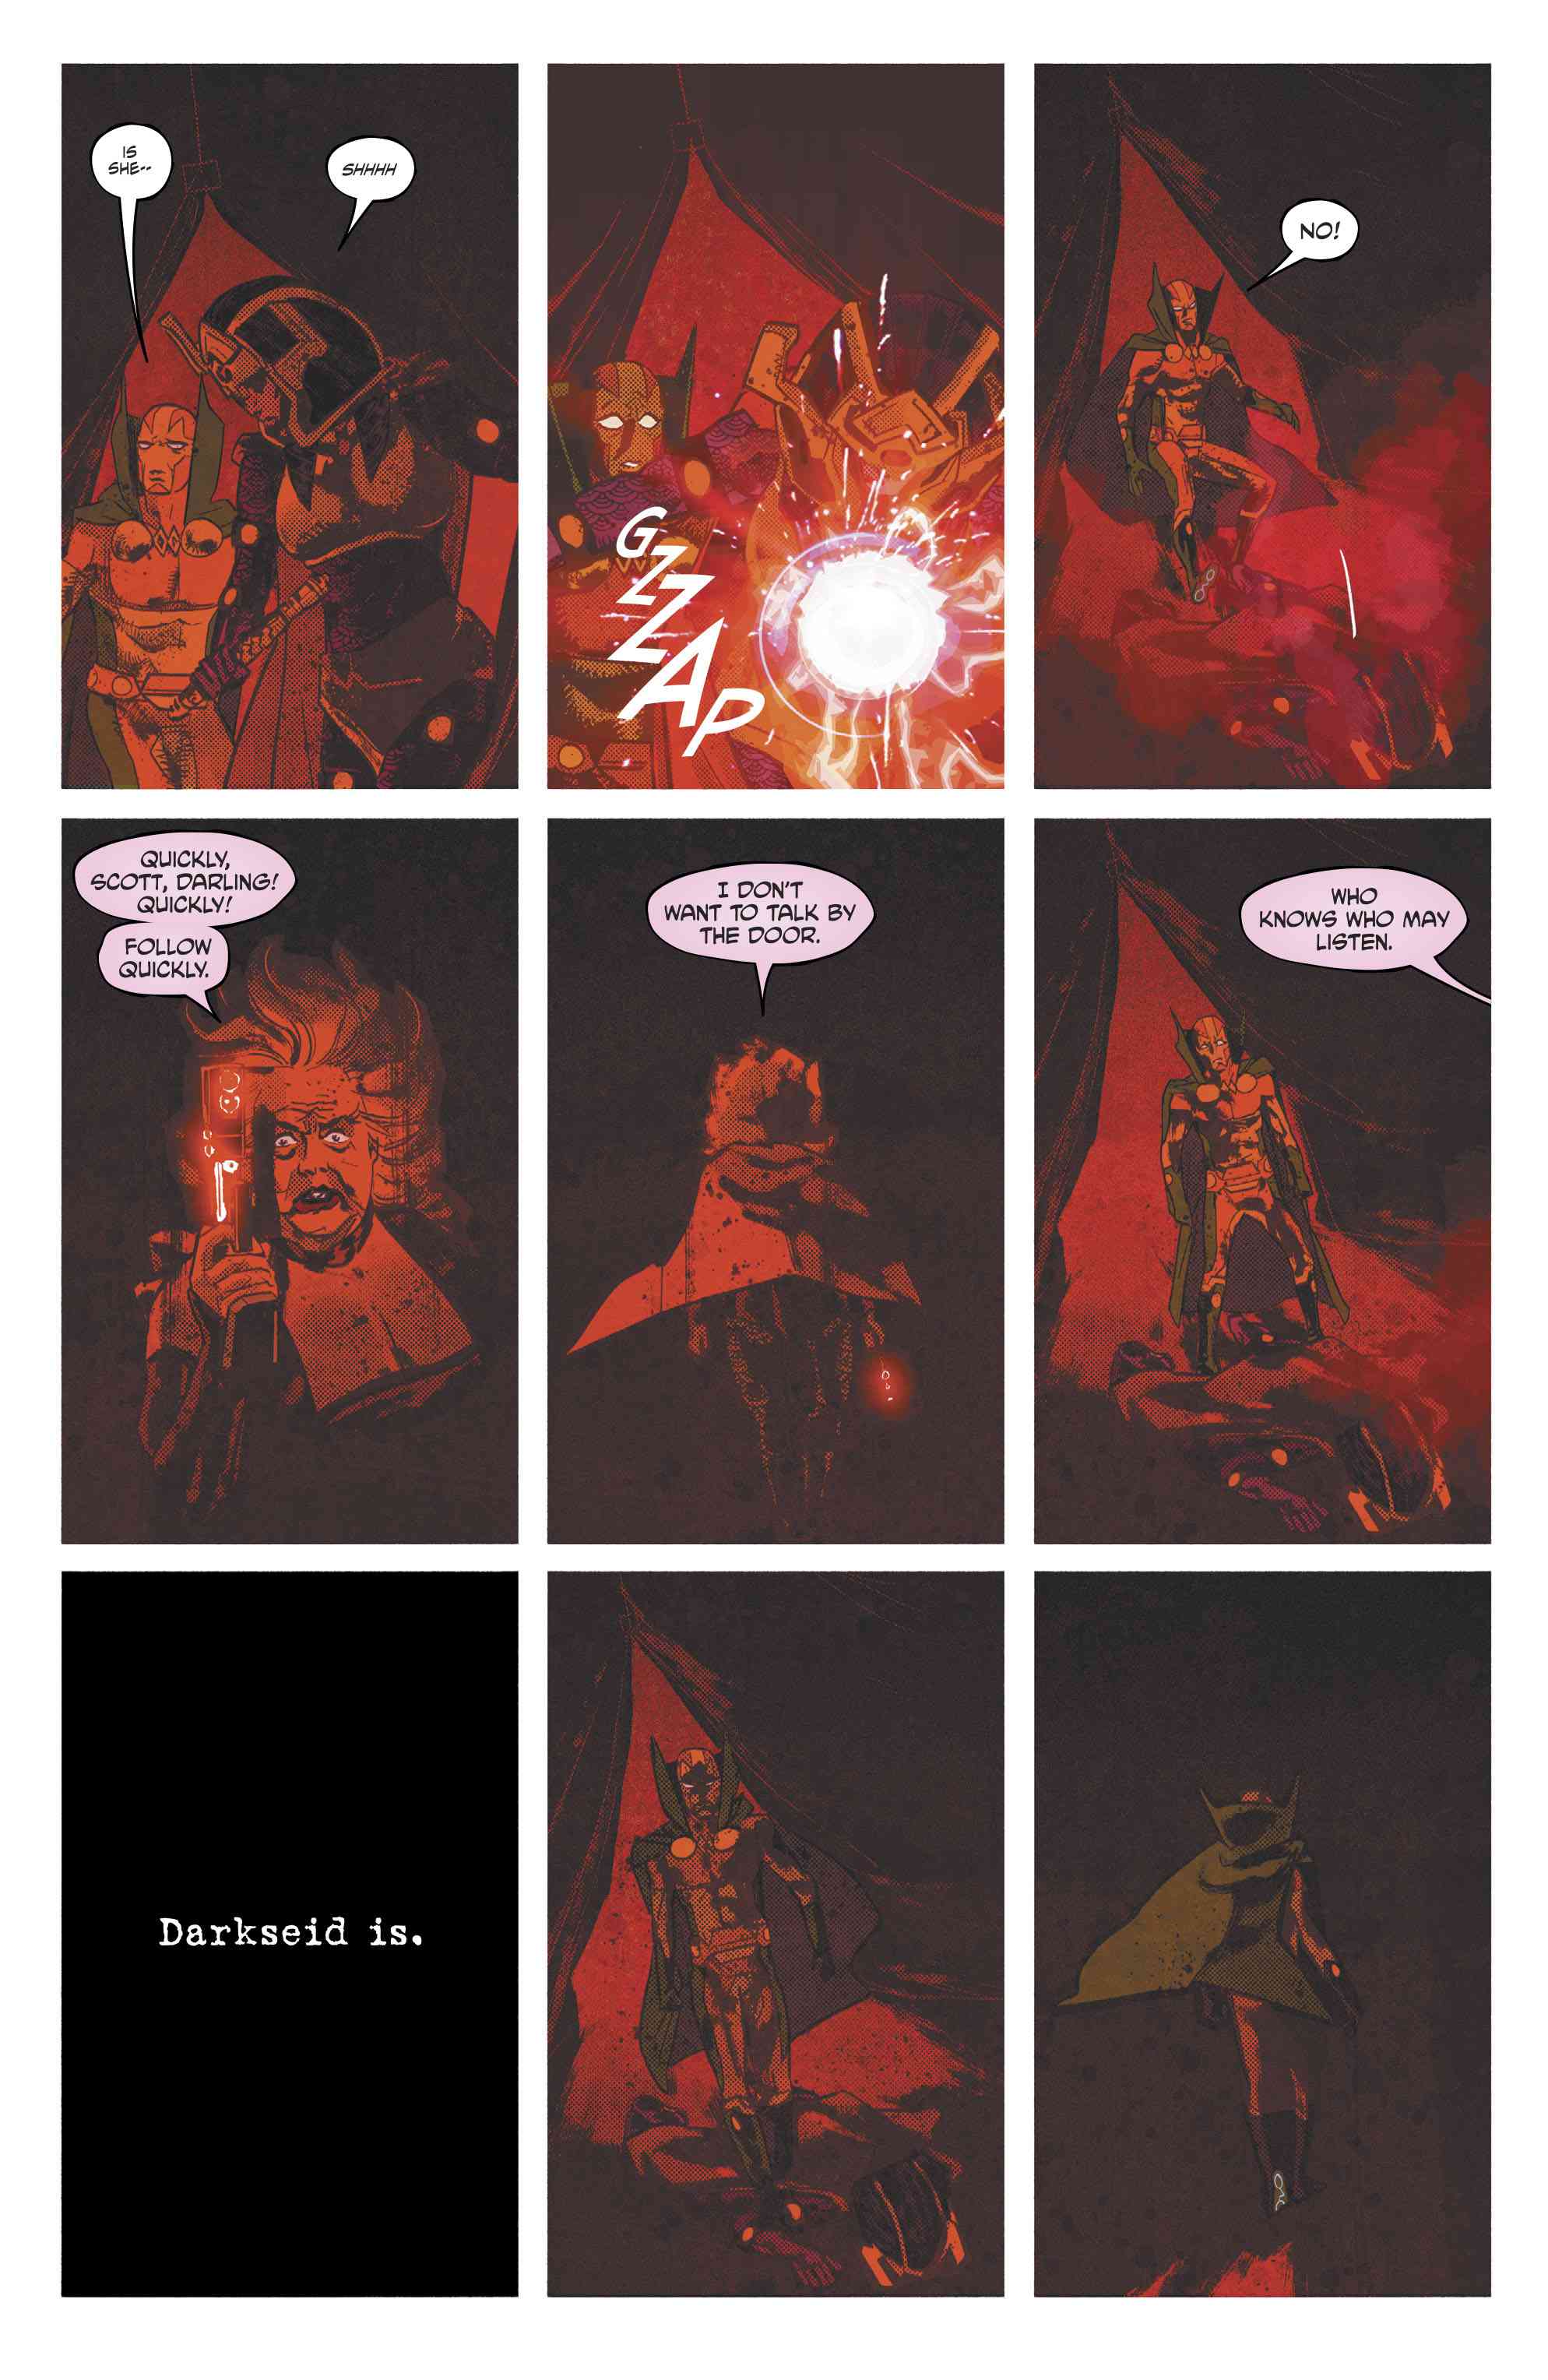 IS
SHE--
SHHHH
GZZZAP
NO!
QUICKLY,
SCOTT, DARLING!
QUICKLY!
FOLLOW
QUICKLY.
I DON'T
WANT TO TALK BY
THE DOOR.
WHO
KNOWS WHO MAY
LISTEN.
Darkseid is.